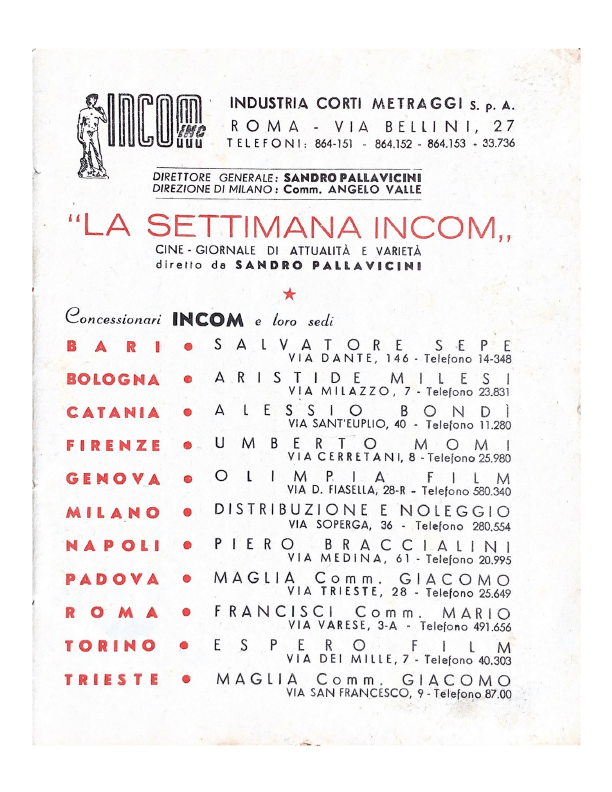 INCOM INC
INDUSTRIA CORTI METRAGGI S. p. A.
ROMA - VIA BELLINI, 27
TELEFONI: 864-151 - 864.152 - 864.153 - 33.736
DIRETTORE GENERALE: SANDRO PALLAVICINI
DIREZIONE DI MILANO: Comm. ANGELO VALLE
"LA SETTIMANA INCOM„
CINE-GIORNALE DI ATTUALITÀ E VARIETÀ
diretto da SANDRO PALLAVICINI
Concessionari INCOM e loro sedi
BARI • SALVATORE SEPE
VIA DANTE, 146 - Telefono 14-348
BOLOGNA • ARISTIDE MILESI
VIA MILAZZO, 7 - Telefono 23.831
CATANIA • ALESSIO BONDÌ
VIA SANT'EUPLIO, 40 - Telefono 11.280
FIRENZE • UMBERTO MOMI
VIA CERRETANI, 8 - Telefono 25.980
GENOVA • OLIMPIA FILM
VIA D. FIASELLA, 28-R - Telefono 580.340
MILANO • DISTRIBUZIONE E NOLEGGIO
VIA SOPERGA, 36 - Telefono 280.554
NAPOLI • PIERO BRACCIALINI
VIA MEDINA, 61 - Telefono 20.995
PADOVA • MAGLIA Comm. GIACOMO
VIA TRIESTE, 28 - Telefono 25.649
ROMA • FRANCISCI Comm. MARIO
VIA VARESE, 3-A - Telefono 491.656
TORINO • ESPERO FILM
VIA DEI MILLE, 7 - Telefono 40.303
TRIESTE • MAGLIA Comm. GIACOMO
VIA SAN FRANCESCO, 9 - Telefono 87.00